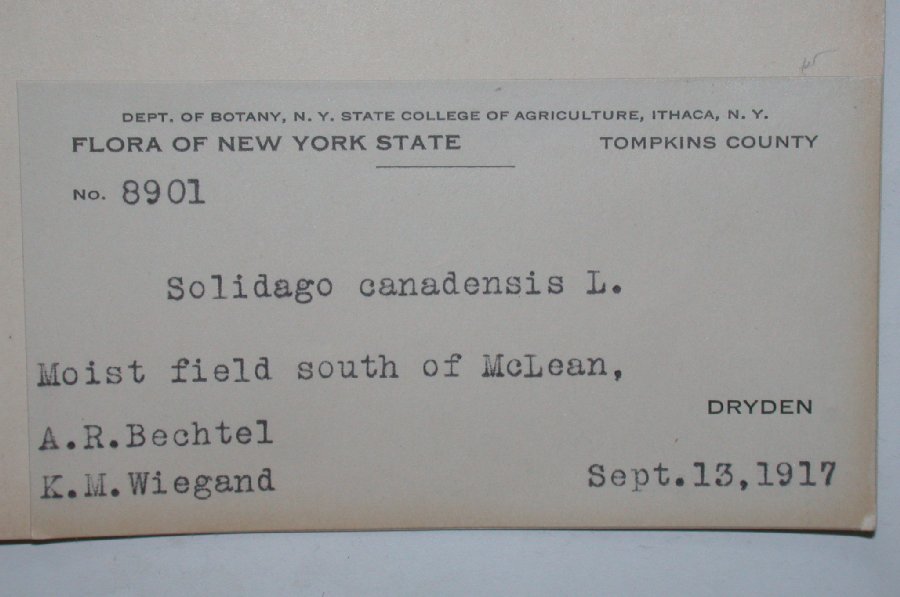 DEPT. OF BOTANY, N. Y. STATE COLLEGE OF AGRICULTURE, ITHACA, N. Y.
FLORA OF NEW YORK STATE TOMPKINS COUNTY
No. 8901
Solidago canadensis L.
Moist field south of McLean,
DRYDEN
A.R.Bechtel
K.M.Wiegand Sept.13,1917